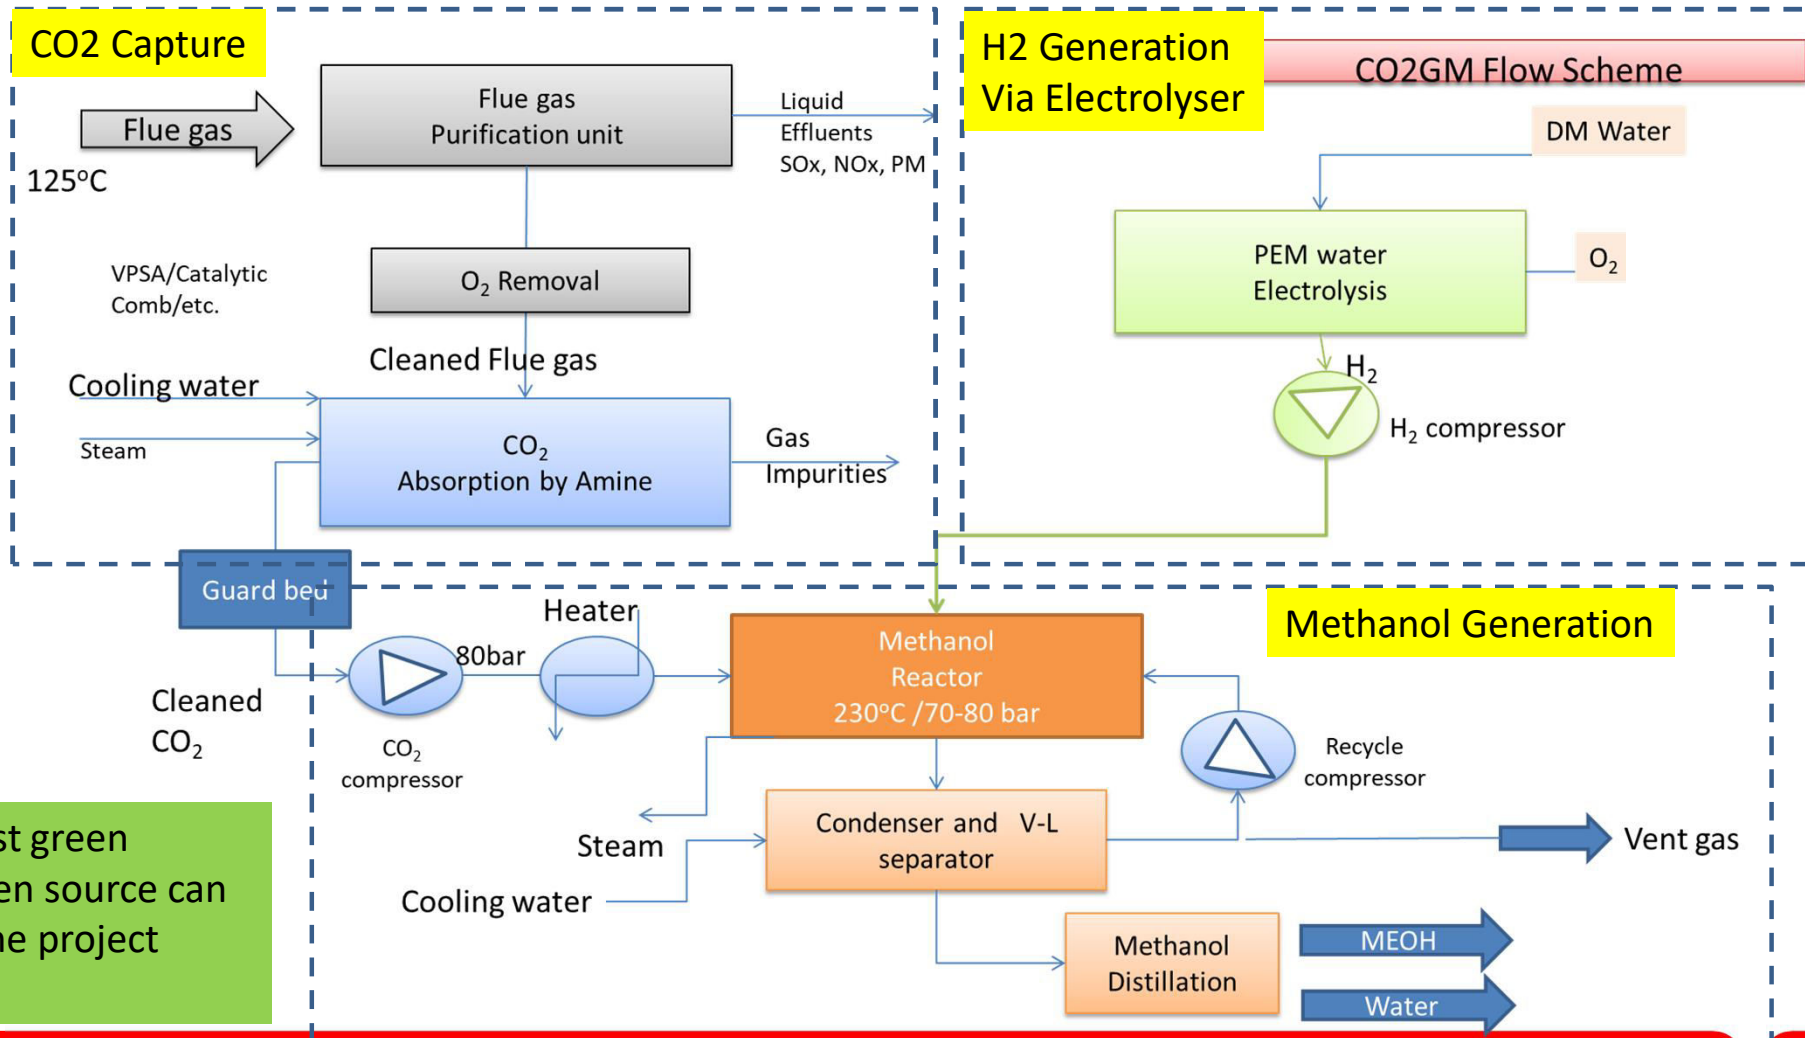 CO2 Capture
Flue gas
125°C
Flue gas
Purification unit
Liquid
Effluents
SOx, NOx, PM
VPSA/Catalytic
Comb/etc.
O₂ Removal
Cleaned Flue gas
Cooling water
Steam
CO₂
Absorption by Amine
Gas
Impurities
H2 Generation
Via Electrolyser
CO2GM Flow Scheme
DM Water
PEM water
Electrolysis
O₂
H₂
H₂ compressor
Guard bed
Cleaned
CO₂
CO₂
compressor
80bar
Heater
Methanol
Reactor
230°C /70-80 bar
Methanol Generation
Recycle
compressor
Steam
Cooling water
Condenser and V-L
separator
Vent gas
Methanol
Distillation
MEOH
Water
st green
en source can
ne project